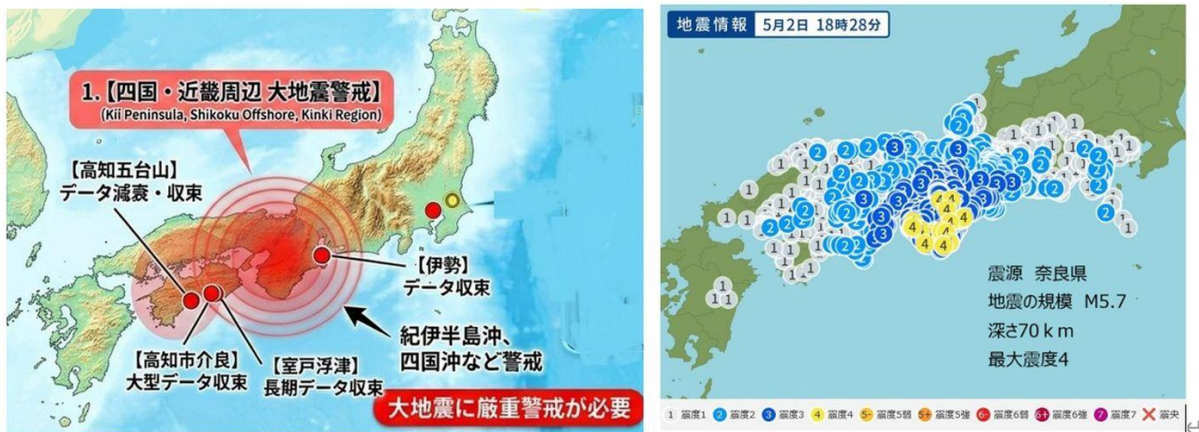 1.【四国・近畿周辺 大地震警戒】
(Kii Peninsula, Shikoku Offshore, Kinki Region)
【高知五台山】
データ減衰・収束
【伊勢】
データ収束
紀伊半島沖、
四国沖など警戒
【高知市介良】
大型データ収束
【室戸浮津】
長期データ収束
大地震に厳重警戒が必要
地震情報 5月2日 18時28分
震源 奈良県
地震の規模 M5.7
深さ70km
最大震度4
1 震度1 2 震度2 3 震度3 4 震度4 5- 震度5弱 5+ 震度5強 6- 震度6弱 6+ 震度6強 7 震度7 震央